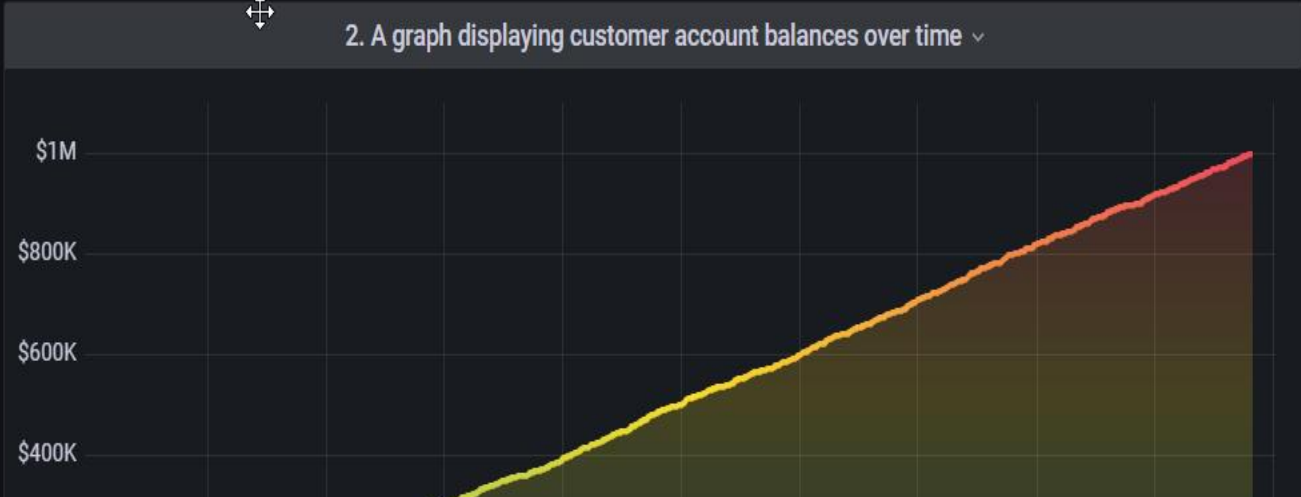 2. A graph displaying customer account balances over time
$1M
$800K
$600K
$400K